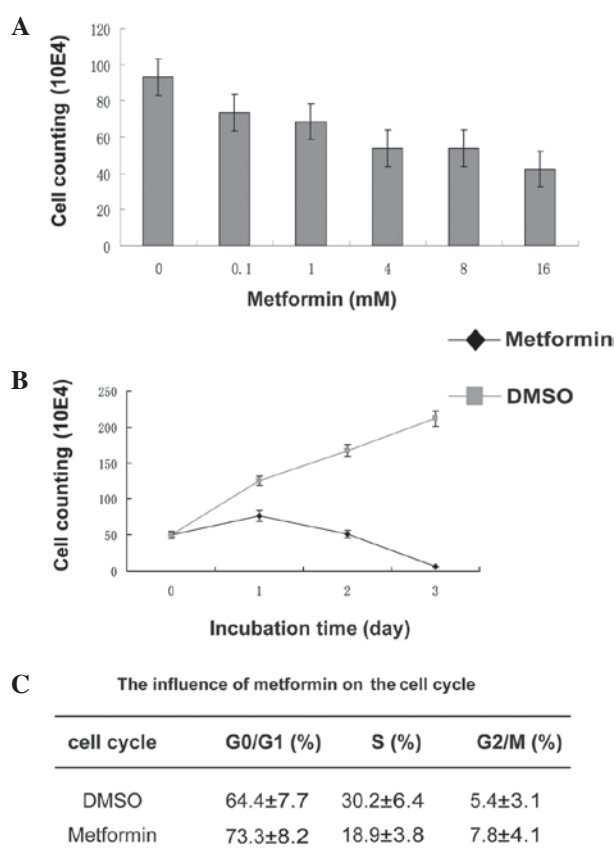 A
Cell counting (10E4)
120
100
80
60
40
20
0
0 0.1 1 4 8 16
Metformin (mM)
Metformin
DMSO
B
Cell counting (10E4)
250
200
150
100
50
0
0 1 2 3
Incubation time (day)
C
The influence of metformin on the cell cycle
cell cycle G0/G1 (%) S (%) G2/M (%)
DMSO 64.4±7.7 30.2±6.4 5.4±3.1
Metformin 73.3±8.2 18.9±3.8 7.8±4.1